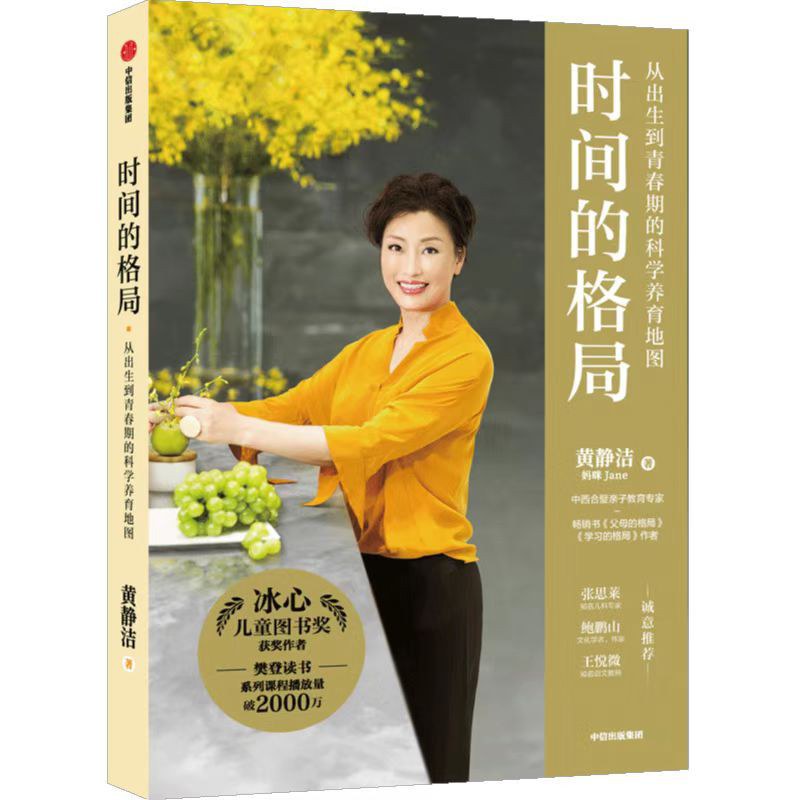 中信出版集团
时间的格局
从出生到青春期的科学养育地图
黄静洁
著
从出生到青春期的科学养育地图
时间的格局
黄静洁
著
妈咪Jane
中西合璧亲子教育专家
畅销书《父母的格局》
《学习的格局》作者
张思莱
知名儿科专家
鲍鹏山
文化学者、作家
王悦微
知名语文教师
诚意推荐
冰心
儿童图书奖
获奖作者
樊登读书
系列课程播放量
破2000万
中信出版集团